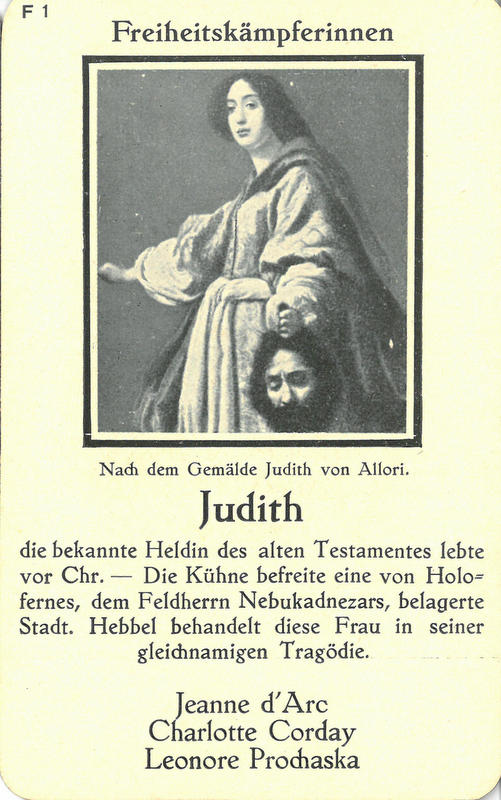 F 1
Freiheitskämpferinnen
Nach dem Gemälde Judith von Allori.
Judith
die bekannte Heldin des alten Testamentes lebte
vor Chr. — Die Kühne befreite eine von Holo=
fernes, dem Feldherrn Nebukadnezars, belagerte
Stadt. Hebbel behandelt diese Frau in seiner
gleichnamigen Tragödie.
Jeanne d'Arc
Charlotte Corday
Leonore Prochaska